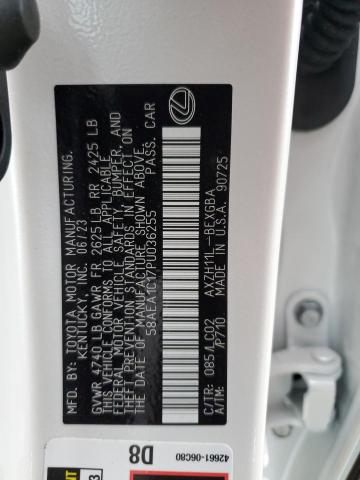 MFD. BY: TOYOTA MOTOR MANUFACTURING,
KENTUCKY, INC. 06/23
GVWR 4740 LB GAWR FR 2625 LB RR 2425 LB
THIS VEHICLE CONFORMS TO ALL APPLICABLE
FEDERAL MOTOR VEHICLE SAFETY, BUMPER, AND
THEFT PREVENTION STANDARDS IN EFFECT ON
THE DATE OF MANUFACTURE SHOWN ABOVE.
PASS. CAR
C/TR: 085 /LC02 AXZH11L-BEXGBA
A/TM: /P710 MADE IN U.S.A. 90725
42661-06C80
D8